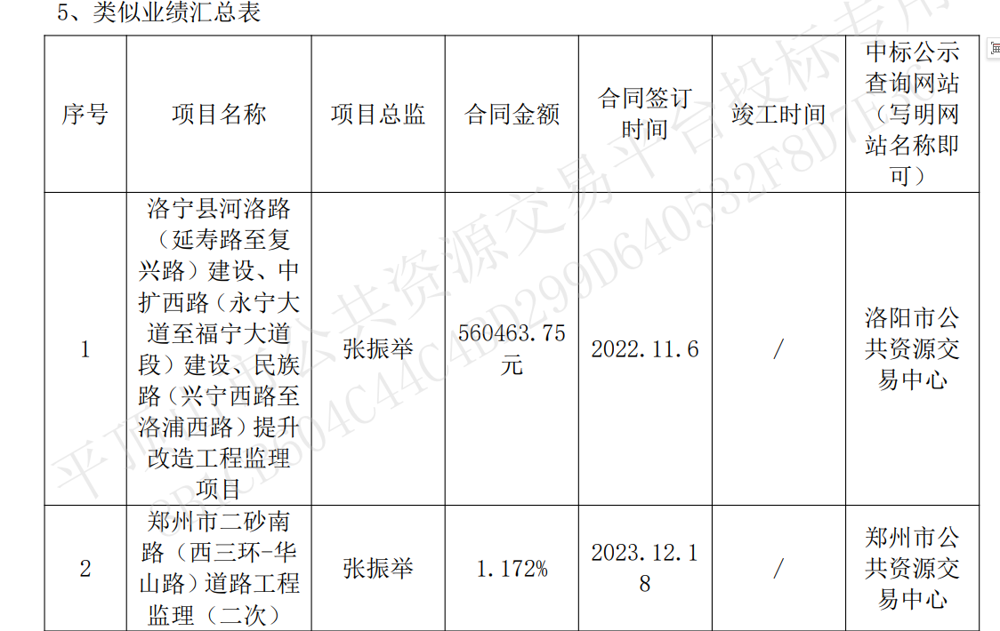 5、类似业绩汇总表
序号
项目名称
项目总监
合同金额
合同签订
时间
竣工时间
中标公示
查询网站
（写明网
站名称即
可）
1
洛宁县河洛路
（延寿路至复
兴路）建设、中
扩西路（永宁大
道至福宁大道
段）建设、民族
路（兴宁西路至
洛浦西路）提升
改造工程监理
项目
张振举
560463.75
元
2022.11.6
/
洛阳市公
共资源交
易中心
2
郑州市二砂南
路（西三环-华
山路）道路工程
监理（二次）
张振举
1.172%
2023.12.1
8
/
郑州市公
共资源交
易中心
平顶山市公共资源交易平台投标专用